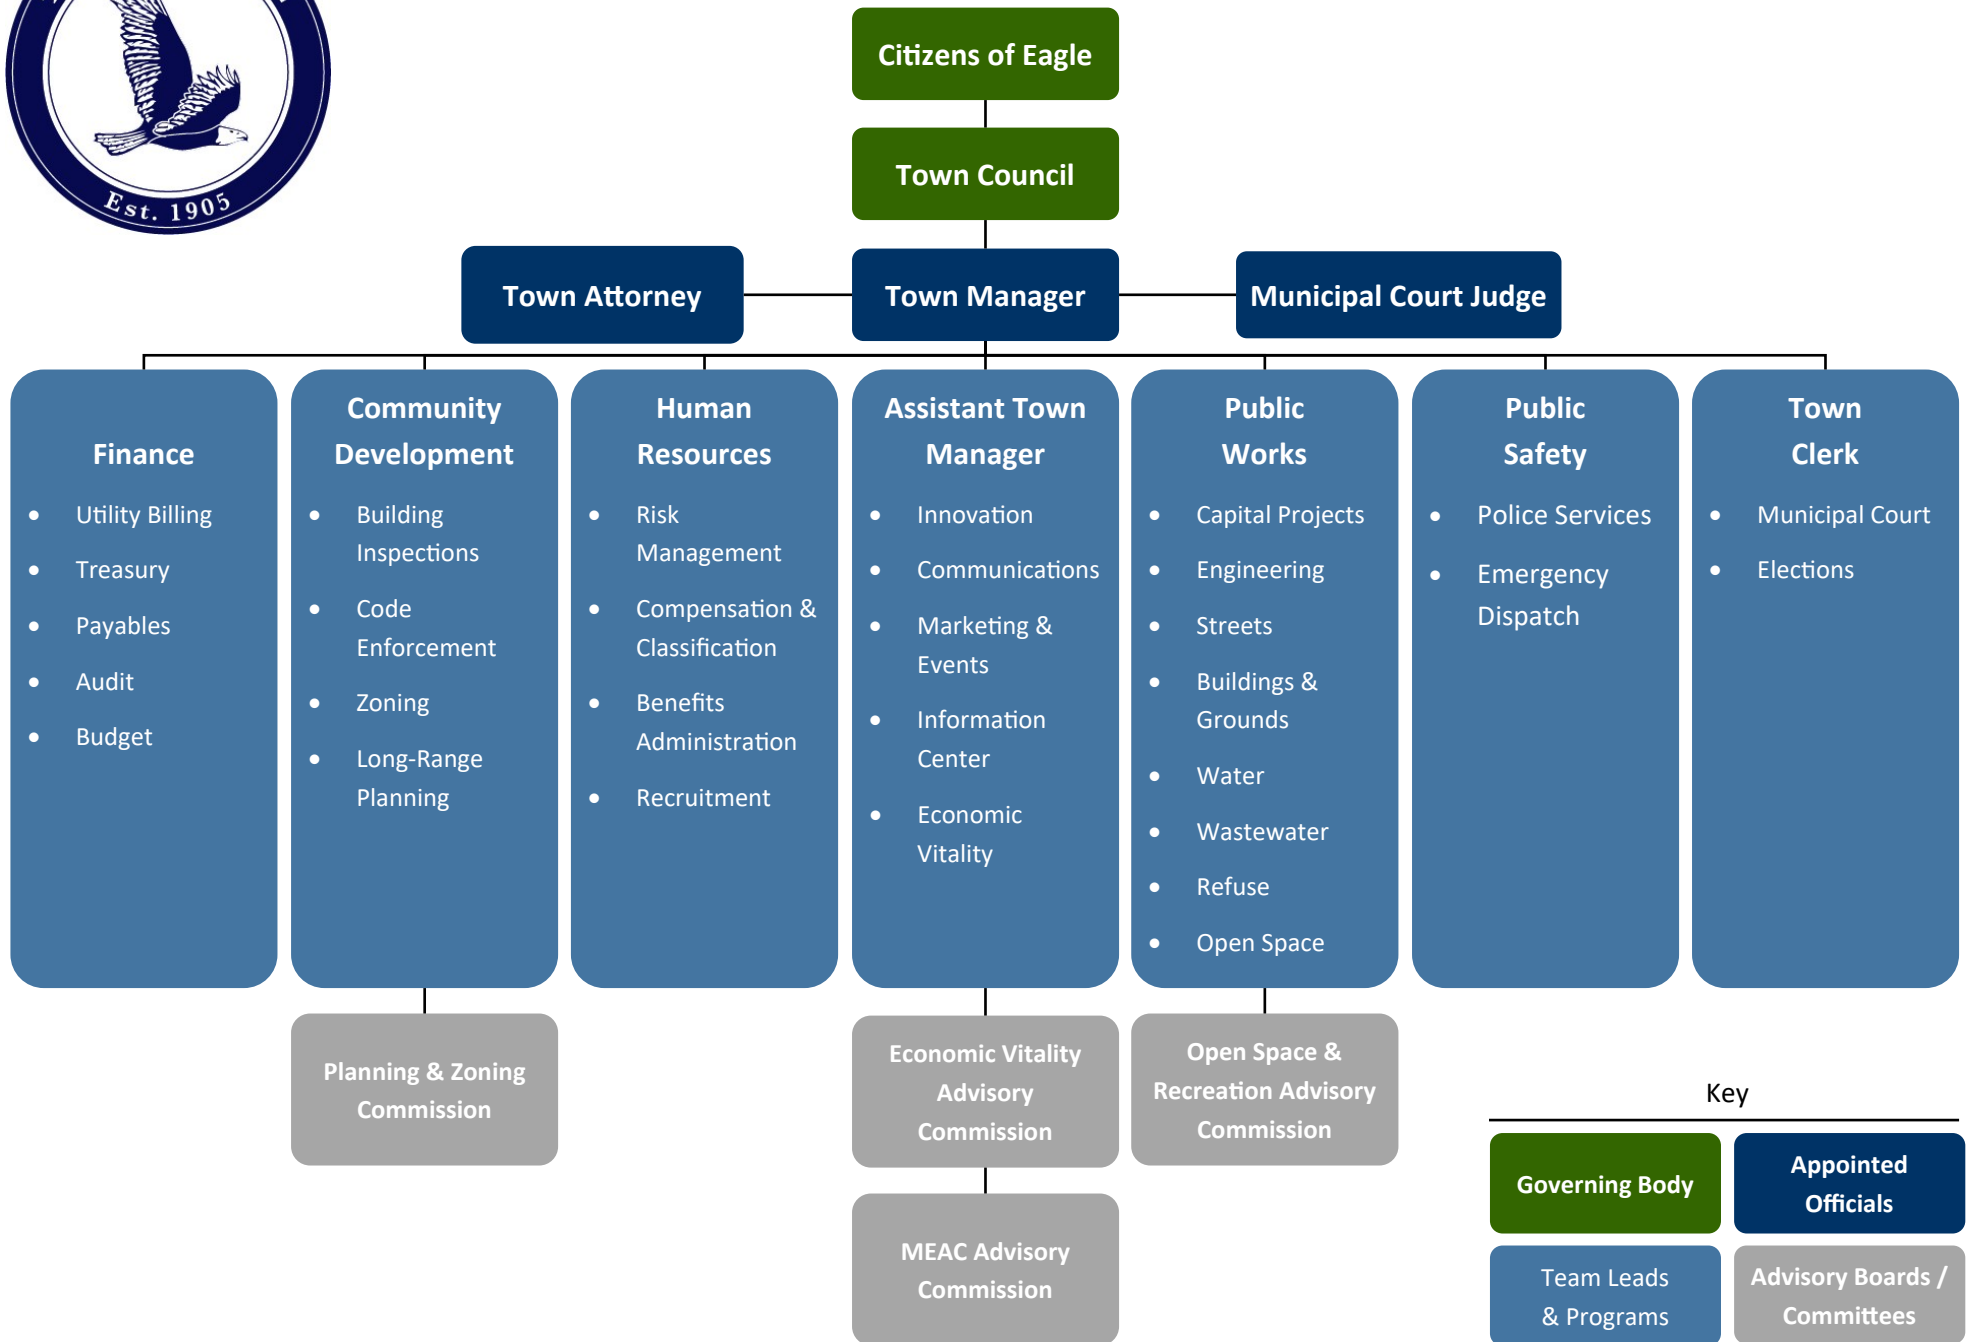 Est. 1905
Citizens of Eagle
Town Council
Town Attorney
Town Manager
Municipal Court Judge
Finance
• Utility Billing
• Treasury
• Payables
• Audit
• Budget
Community
Development
• Building
Inspections
• Code
Enforcement
• Zoning
• Long-Range
Planning
Human
Resources
• Risk
Management
• Compensation &
Classification
• Benefits
Administration
• Recruitment
Assistant Town
Manager
• Innovation
• Communications
• Marketing &
Events
• Information
Center
• Economic
Vitality
Public
Works
• Capital Projects
• Engineering
• Streets
• Buildings &
Grounds
• Water
• Wastewater
• Refuse
• Open Space
Public
Safety
• Police Services
• Emergency
Dispatch
Town
Clerk
• Municipal Court
• Elections
Planning & Zoning
Commission
Economic Vitality
Advisory
Commission
Open Space &
Recreation Advisory
Commission
MEAC Advisory
Commission
Key
Governing Body
Appointed
Officials
Team Leads
& Programs
Advisory Boards /
Committees